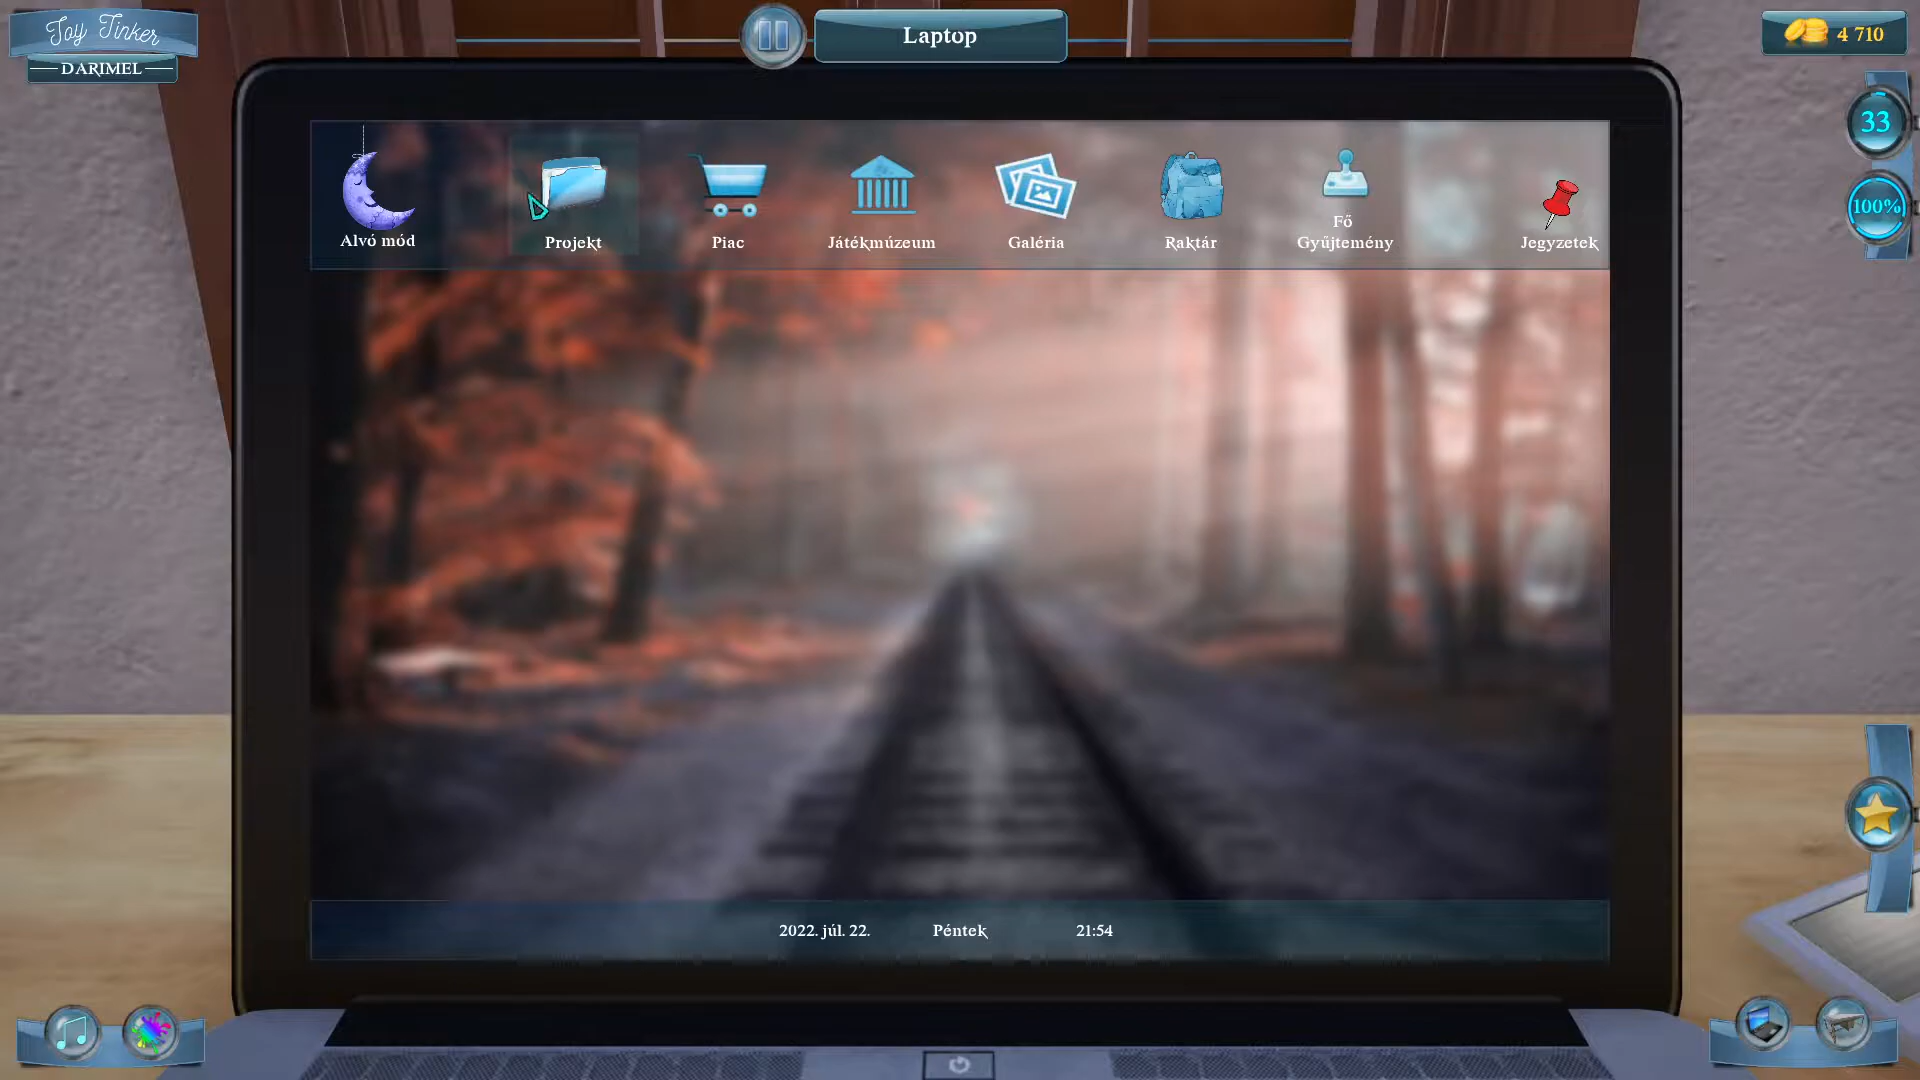 Toy Tinker
DARIMEL
Laptop
4 710
33
100%
Alvó mód
Projekt
Piac
Játékmúzeum
Galéria
Raktár
Fő
Gyűjtemény
Jegyzetek
2022. júl. 22. Péntek 21:54